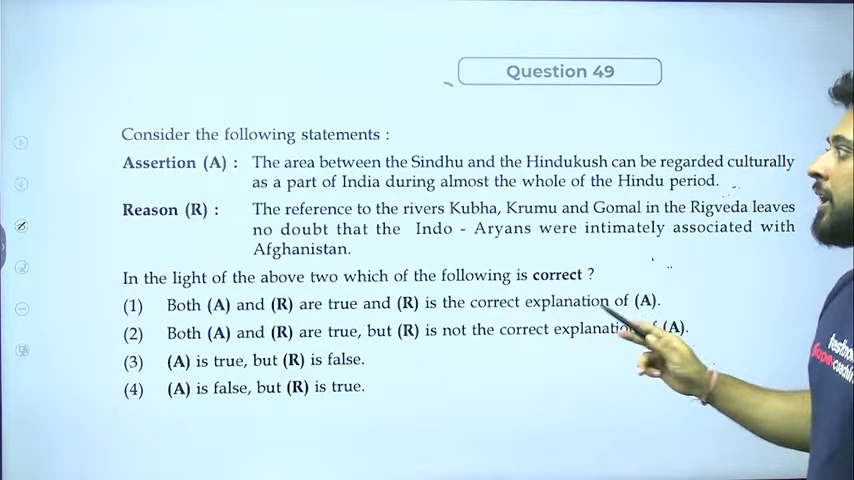 Question 49
Consider the following statements :
Assertion (A) : The area between the Sindhu and the Hindukush can be regarded culturally
as a part of India during almost the whole of the Hindu period.
Reason (R) : The reference to the rivers Kubha, Krumu and Gomal in the Rigveda leaves
no doubt that the Indo - Aryans were intimately associated with
Afghanistan.
In the light of the above two which of the following is correct ?
(1) Both (A) and (R) are true and (R) is the correct explanation of (A).
(2) Both (A) and (R) are true, but (R) is not the correct explanation of (A).
(3) (A) is true, but (R) is false.
(4) (A) is false, but (R) is true.